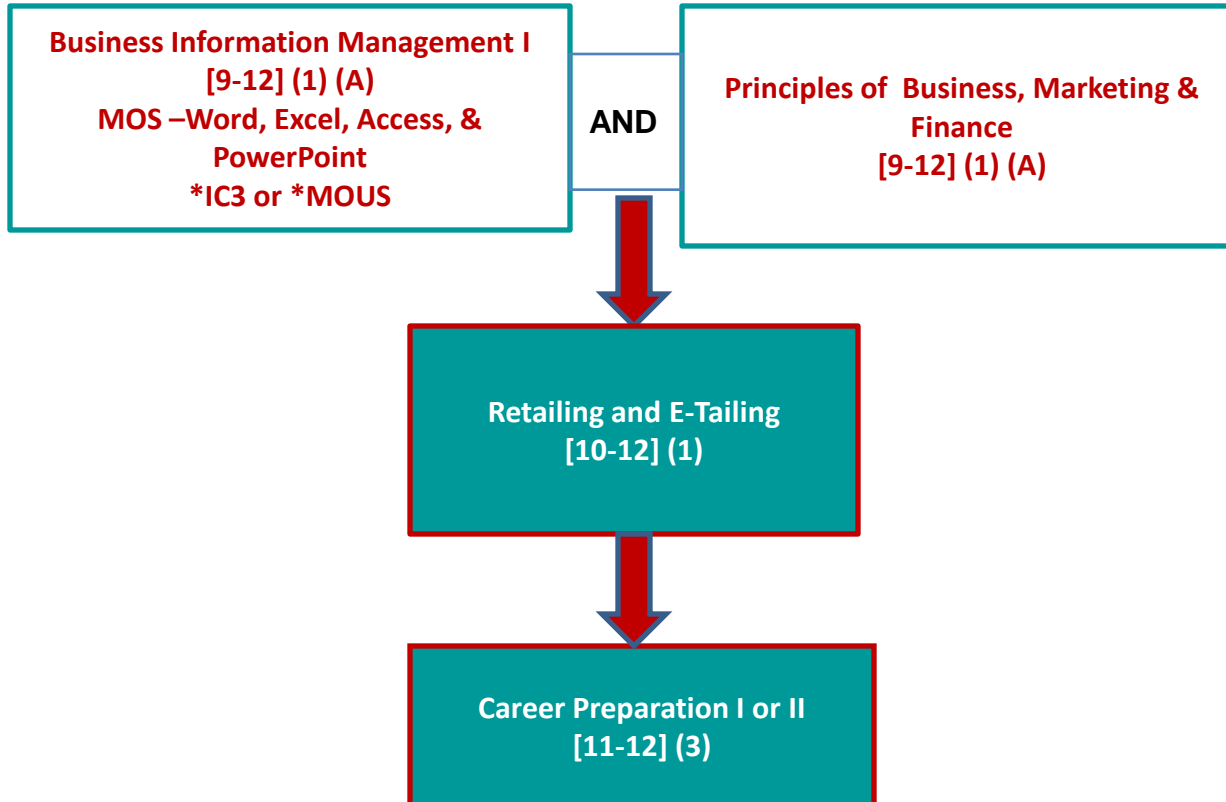 Business Information Management I
[9-12] (1) (A)
MOS –Word, Excel, Access, &
PowerPoint
*IC3 or *MOUS
AND
Principles of  Business, Marketing &
Finance
[9-12] (1) (A)
Retailing and E-Tailing
[10-12] (1)
Career Preparation I or II
[11-12] (3)